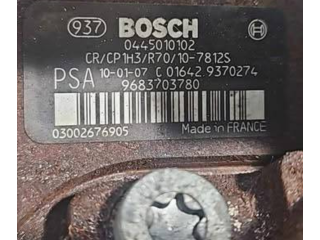 937 BOSCH
0445010102
CR/CP1H3/R70/10-7812S
PSA 10-01-07 C 01642 9370274
9683703780
03002676905 Made in FRANCE